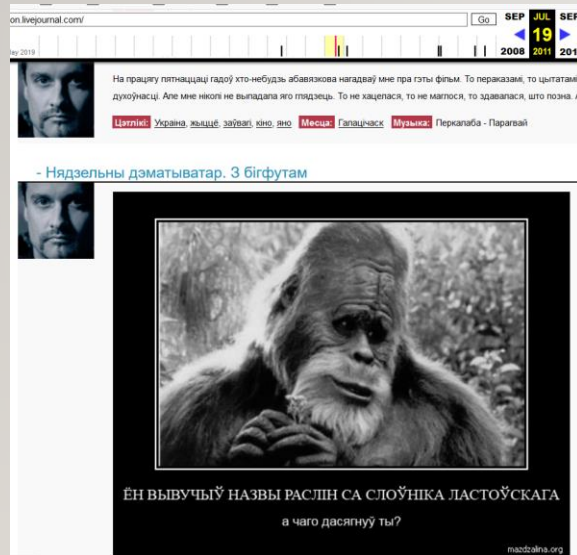 on.livejournal.com/
Go
SEP JUL SEP
19
2008 2011 201
May 2019
На працягу пятнаццаці гадоў хто-небудзь абавязкова нагадваў мне пра гэты фільм. То пераказамі, то цытатамі
духоўнасці. Але мне ніколі не выпадала яго глядзець. То не хацелася, то не маглося, то здавалася, што позна.
Цэтлікі: Украіна, жыццё, заўвагі, кіно, яно Месца: Гапацічаск Музыка: Перкалаба - Парагвай
- Нядзельны дэматыватар. З бігфутам
ЁН ВЫВУЧЫЎ НАЗВЫ РАСЛІН СА СЛОЎНІКА ЛАСТОЎСКАГА
а чаго дасягнуў ты?
mazdzalina.org